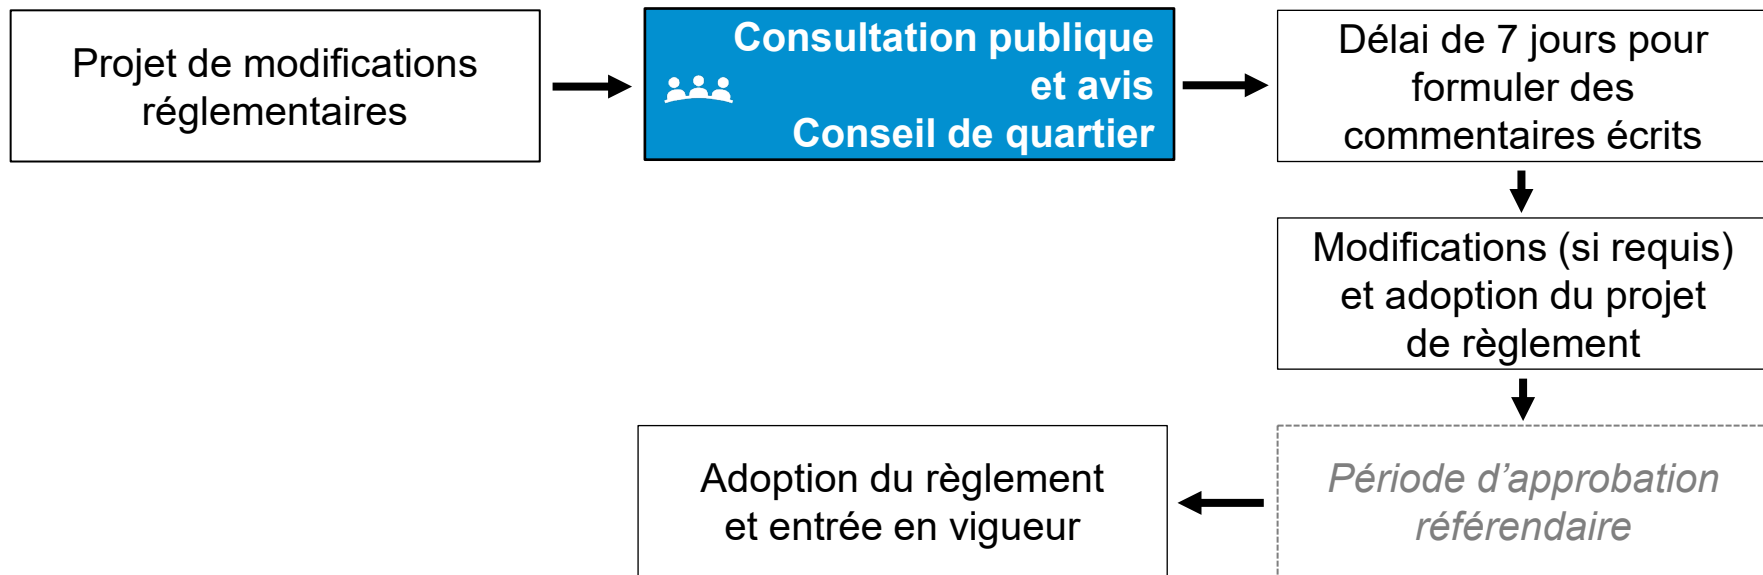 Projet de modifications
réglementaires
Consultation publique
et avis
Conseil de quartier
Délai de 7 jours pour
formuler des
commentaires écrits
Modifications (si requis)
et adoption du projet
de règlement
Période d'approbation
référendaire
Adoption du règlement
et entrée en vigueur